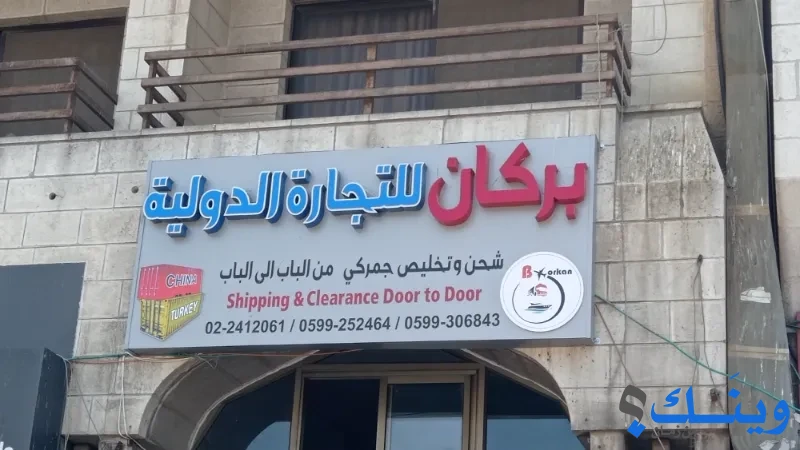 بركان للتجارة الدولية
شحن وتخليص جمركي من الباب الى الباب
Shipping & Clearance Door to Door
02-2412061 / 0599-252464 / 0599-306843
CHINA
TURKEY
Borkan
وينك؟